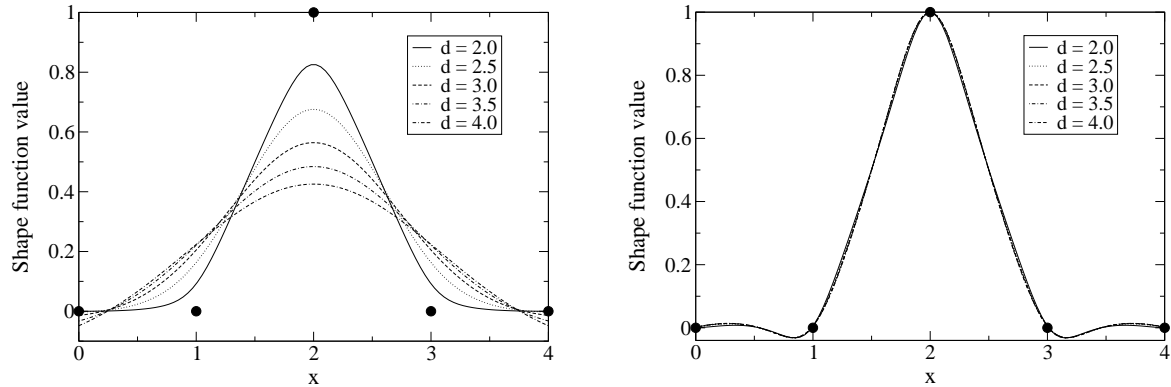 Shape function value
1
0.8
0.6
0.4
0.2
0
d = 2.0
d = 2.5
d = 3.0
d = 3.5
d = 4.0
0 1 2 3 4
x
Shape function value
1
0.8
0.6
0.4
0.2
0
d = 2.0
d = 2.5
d = 3.0
d = 3.5
d = 4.0
0 1 2 3 4
x